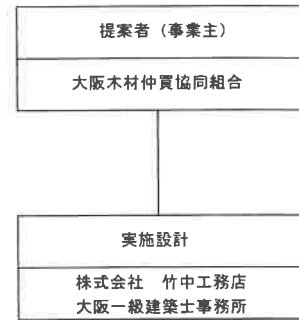 提案者（事業主）
大阪木材仲買協同組合
実施設計
株式会社　竹中工務店
大阪一級建築士事務所